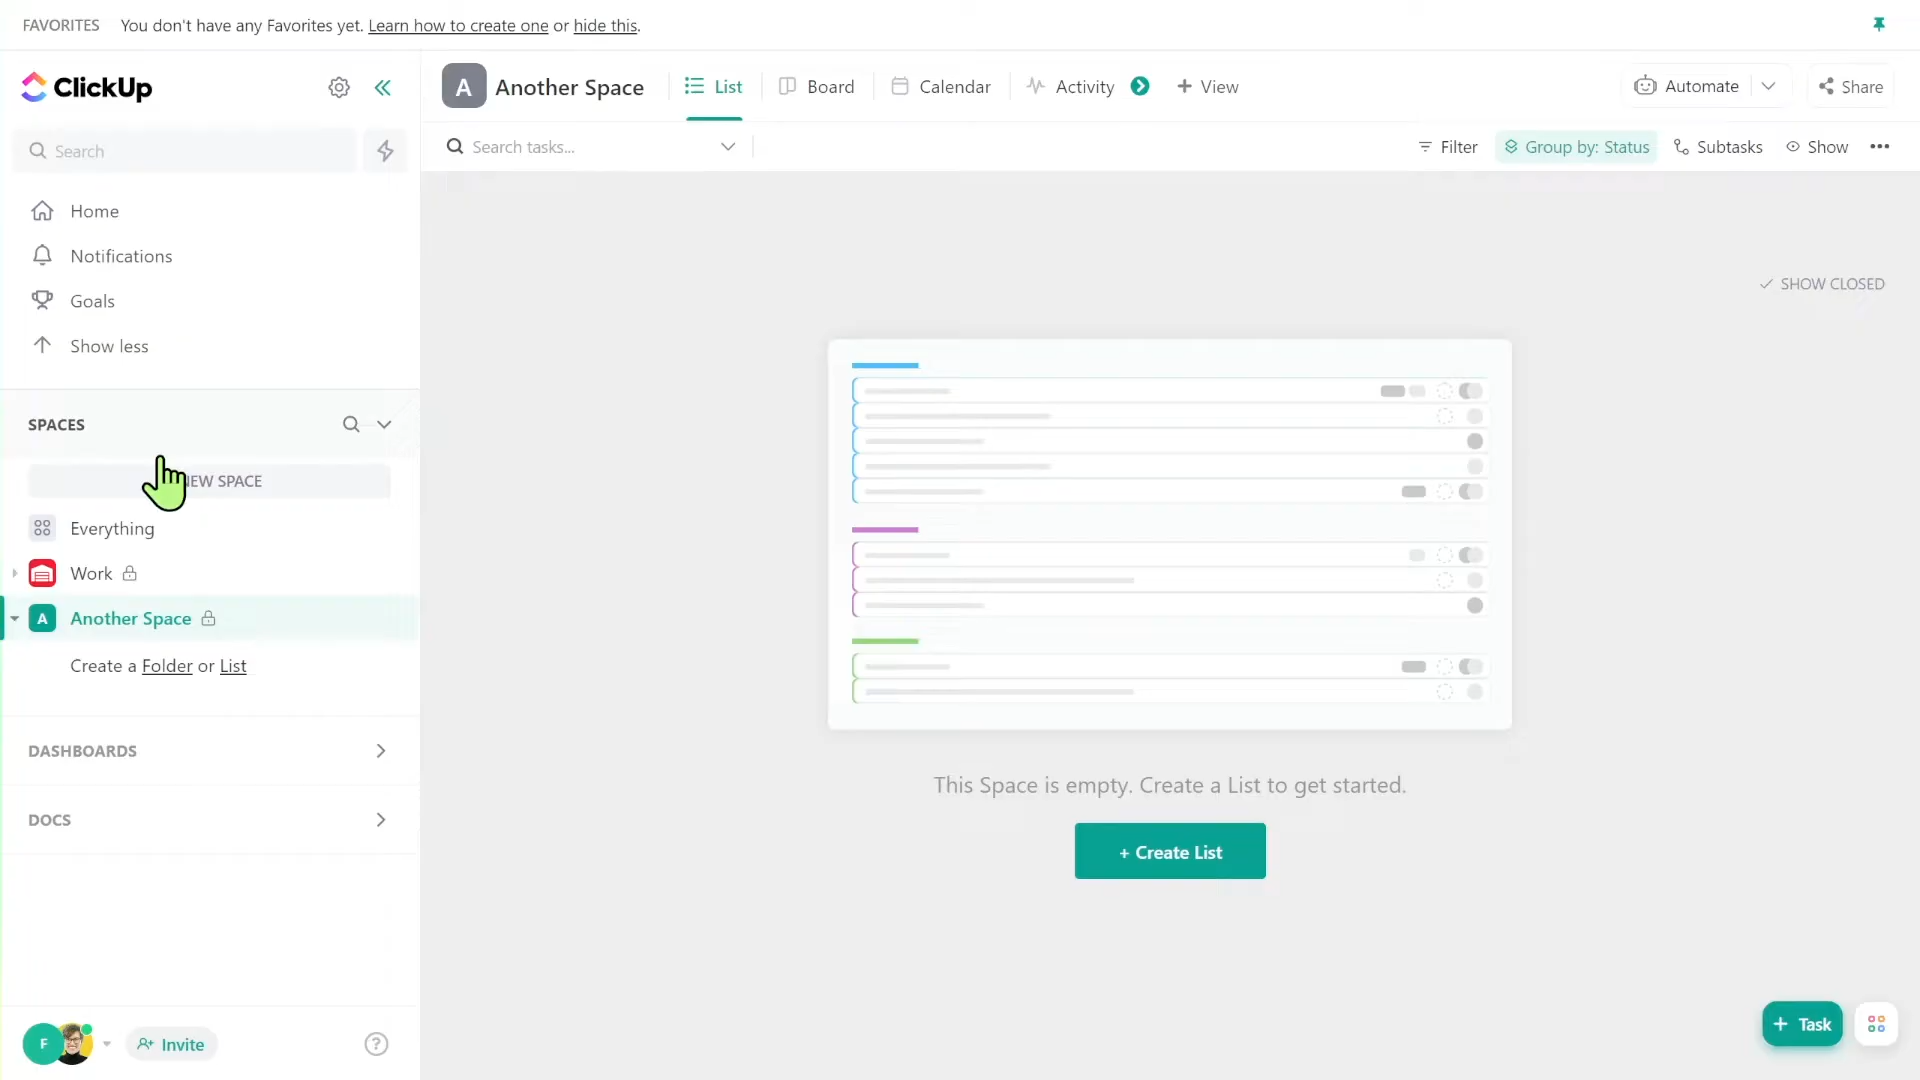 FAVORITES You don't have any Favorites yet. Learn how to create one or hide this.
ClickUp
Search
Home
Notifications
Goals
Show less
SPACES
NEW SPACE
Everything
Work
A Another Space
Create a Folder or List
DASHBOARDS
DOCS
F
Invite
?
A Another Space List Board Calendar Activity + View Automate Share
Search tasks... Filter Group by: Status Subtasks Show
SHOW CLOSED
This Space is empty. Create a List to get started.
+ Create List
+ Task